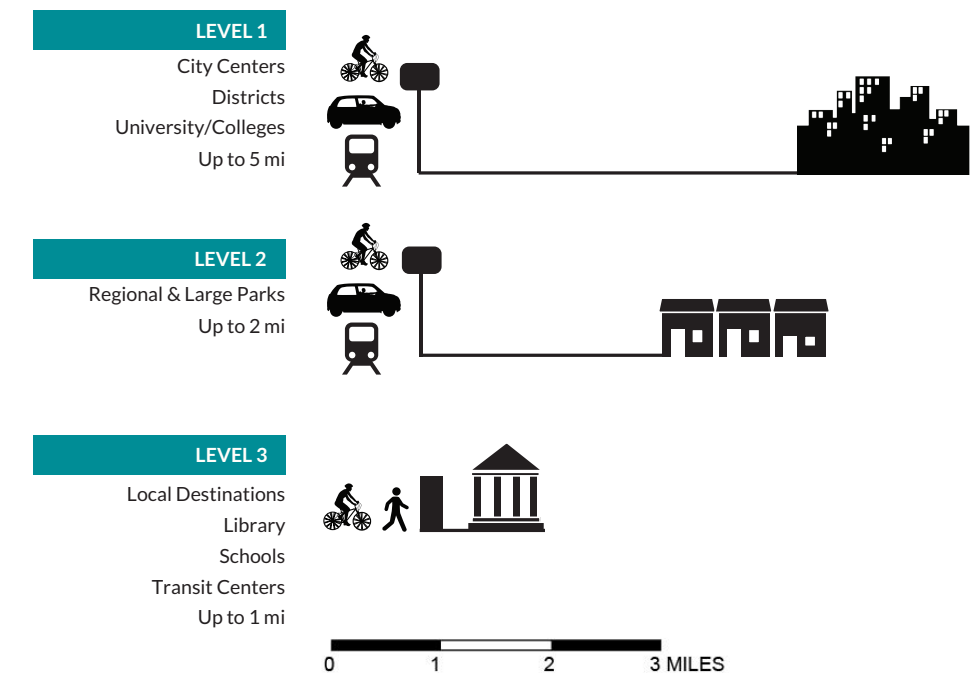 LEVEL 1
City Centers
Districts
University/Colleges
Up to 5 mi
LEVEL 2
Regional & Large Parks
Up to 2 mi
LEVEL 3
Local Destinations
Library
Schools
Transit Centers
Up to 1 mi
0 1 2 3 MILES